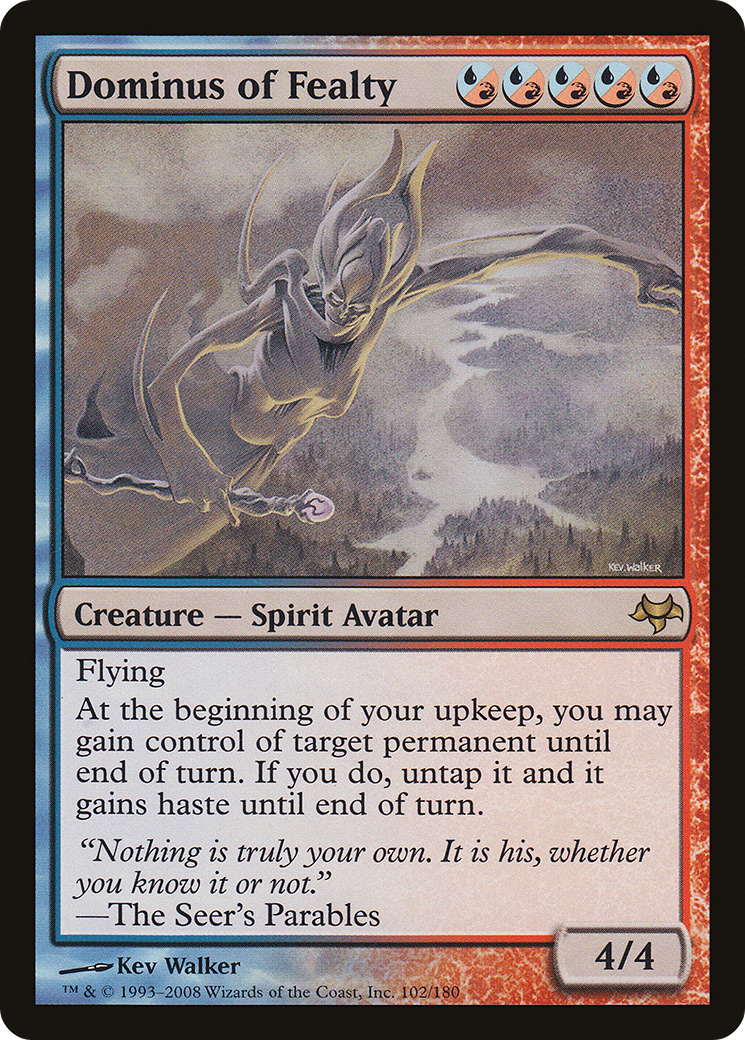 Dominus of Fealty
KEV. WALKER
Creature — Spirit Avatar
Flying
At the beginning of your upkeep, you may
gain control of target permanent until
end of turn. If you do, untap it and it
gains haste until end of turn.
“Nothing is truly your own. It is his, whether
you know it or not.”
—The Seer’s Parables
4/4
Kev Walker
™ & © 1993–2008 Wizards of the Coast, Inc. 102/180